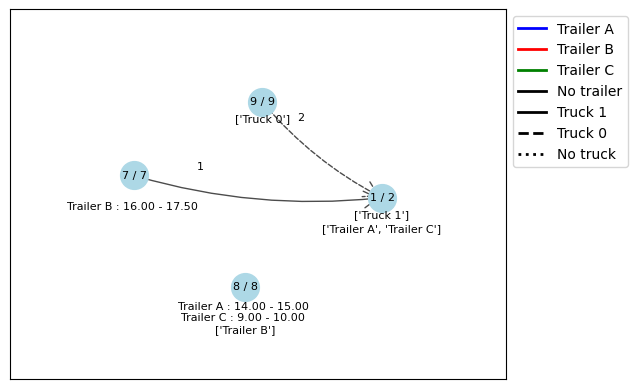 9 / 9
['Truck 0']
2
1
7 / 7
Trailer B : 16.00 - 17.50
1 / 2
['Truck 1']
['Trailer A', 'Trailer C']
8 / 8
Trailer A : 14.00 - 15.00
Trailer C : 9.00 - 10.00
['Trailer B']
Trailer A
Trailer B
Trailer C
No trailer
Truck 1
Truck 0
No truck